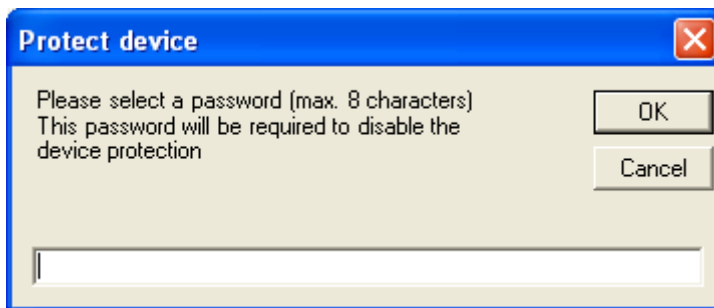 Protect device
Please select a password (max. 8 characters)
This password will be required to disable the
device protection
OK
Cancel